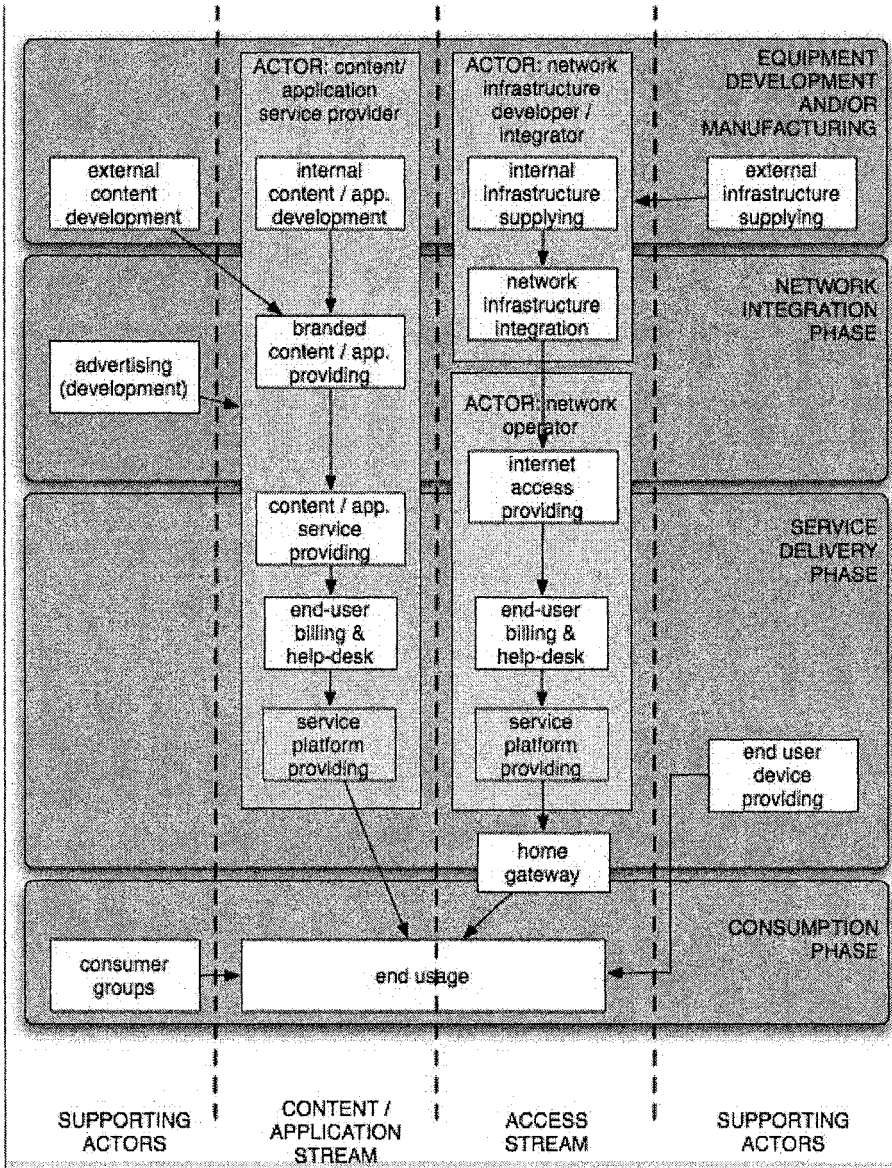 ACTOR: content/
application
service provider
ACTOR: network
infrastructure
developer /
integrator
EQUIPMENT
DEVELOPMENT
AND/OR
MANUFACTURING
external
content
development
internal
content / app.
development
internal
infrastructure
supplying
external
infrastructure
supplying
network
infrastructure
integration
NETWORK
INTEGRATION
PHASE
branded
content / app.
providing
advertising
(development)
ACTOR: network
operator
internet
access
providing
content / app.
service
providing
SERVICE
DELIVERY
PHASE
end-user
billing &
help-desk
end-user
billing &
help-desk
service
platform
providing
service
platform
providing
end user
device
providing
home
gateway
CONSUMPTION
PHASE
consumer
groups
end usage
SUPPORTING
ACTORS
CONTENT /
APPLICATION
STREAM
ACCESS
STREAM
SUPPORTING
ACTORS